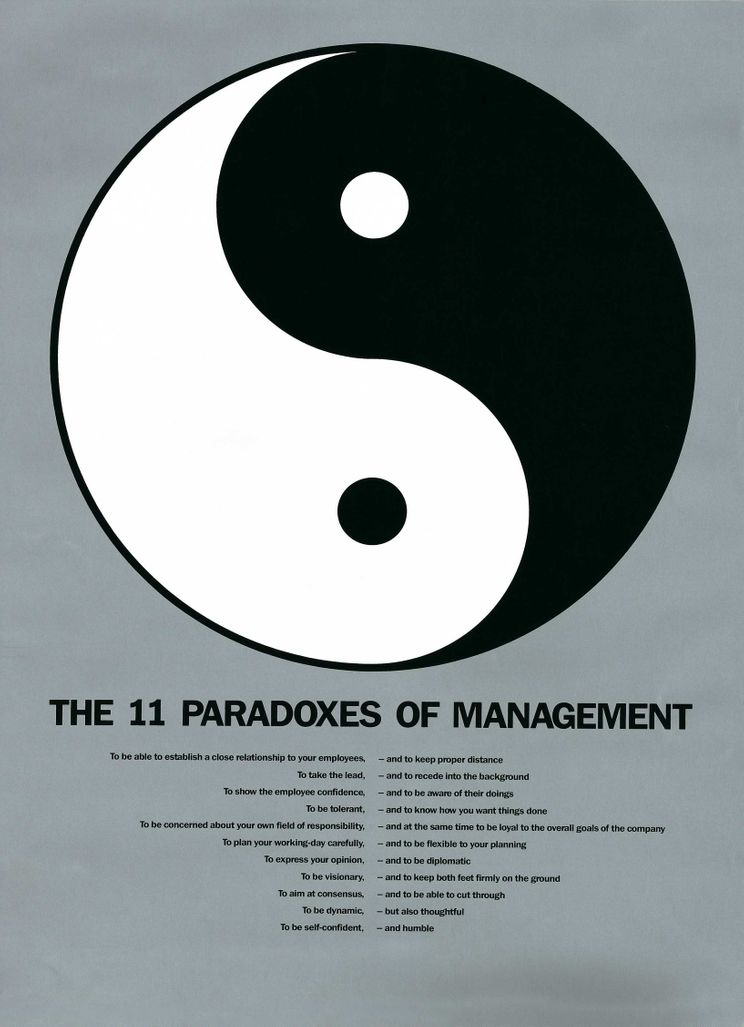 THE 11 PARADOXES OF MANAGEMENT
To be able to establish a close relationship to your employees, – and to keep proper distance
To take the lead, – and to recede into the background
To show the employee confidence, – and to be aware of their doings
To be tolerant, – and to know how you want things done
To be concerned about your own field of responsibility, – and at the same time to be loyal to the overall goals of the company
To plan your working-day carefully, – and to be flexible to your planning
To express your opinion, – and to be diplomatic
To be visionary, – and to keep both feet firmly on the ground
To aim at consensus, – and to be able to cut through
To be dynamic, – but also thoughtful
To be self-confident, – and humble